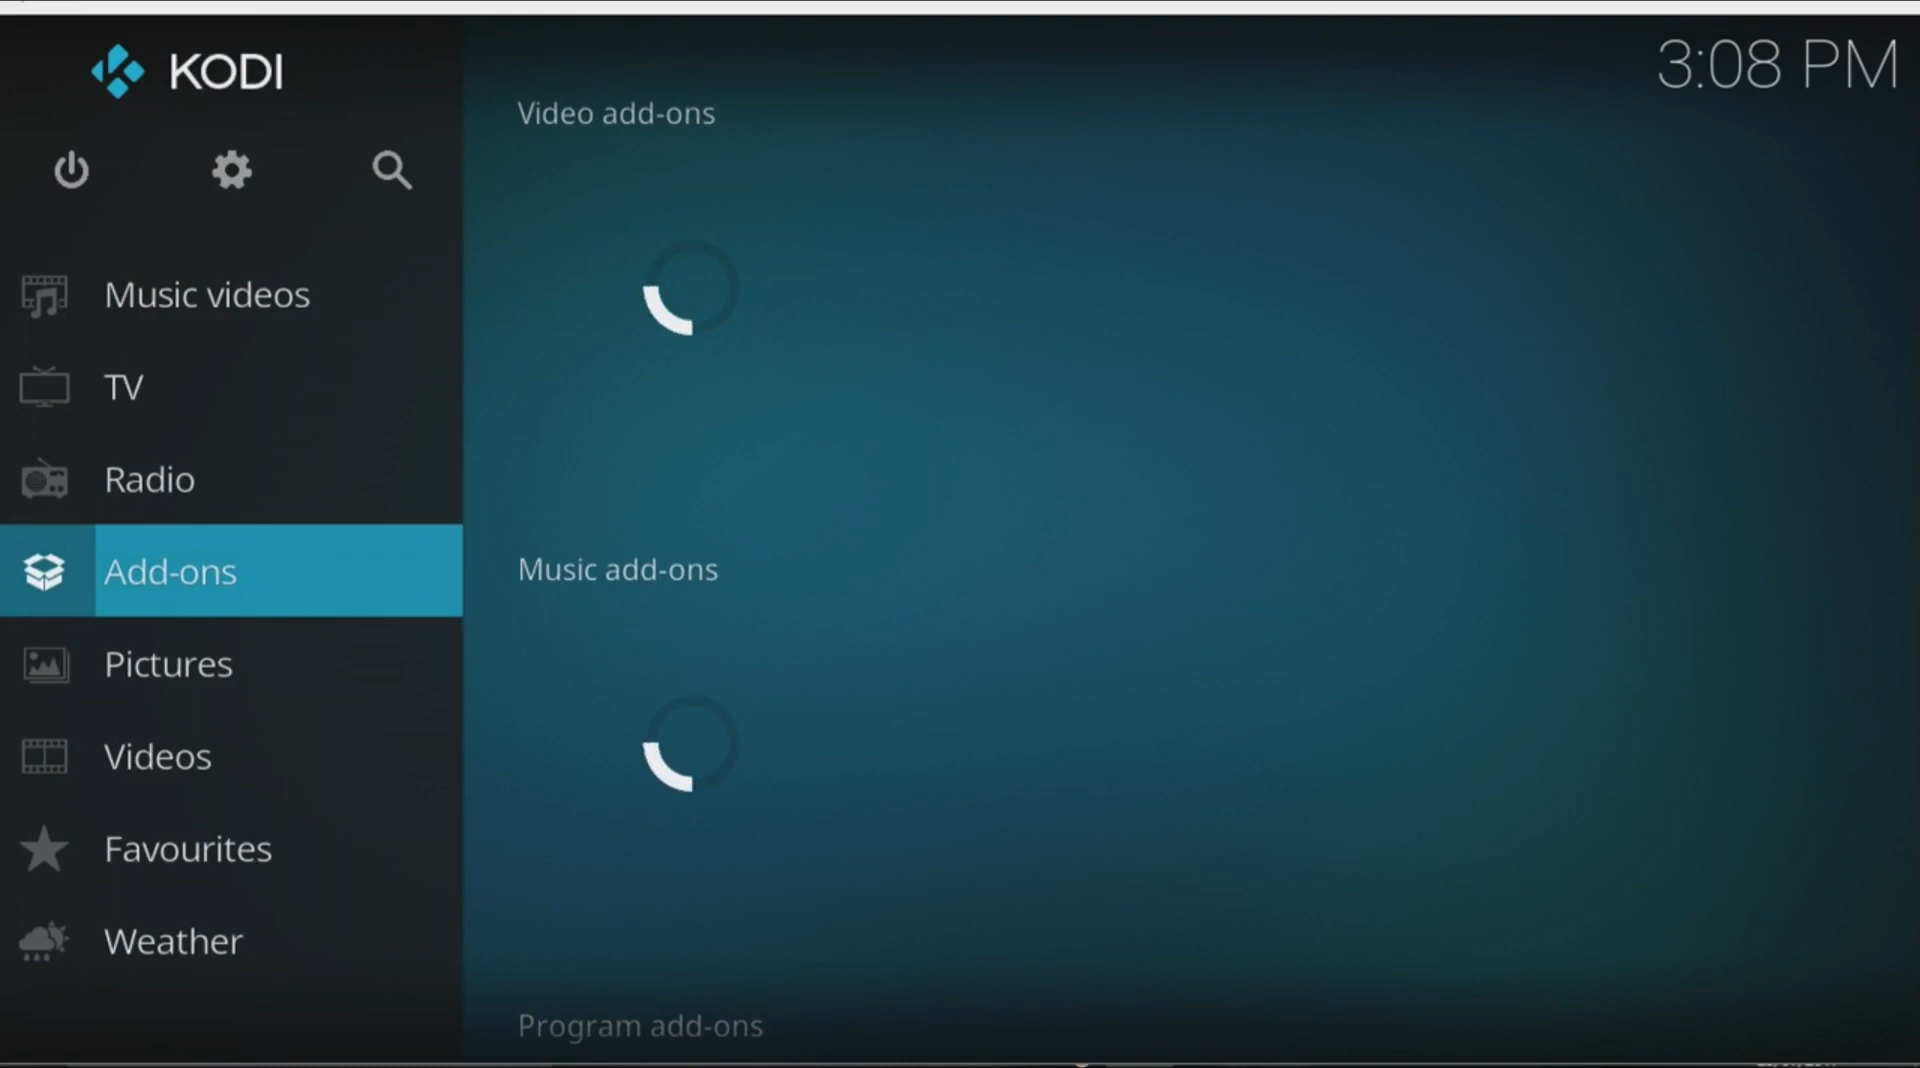 KODI
3:08 PM
Video add-ons
Music videos
TV
Radio
Add-ons
Music add-ons
Pictures
Videos
Favourites
Weather
Program add-ons